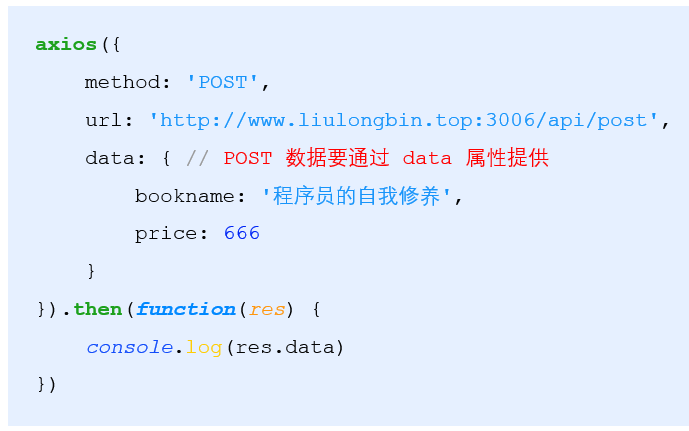 axios({
    method: 'POST',
    url: 'http://www.liulongbin.top:3006/api/post',
    data: { // POST 数据要通过 data 属性提供
        bookname: '程序员的自我修养',
        price: 666
    }
}).then(function(res) {
    console.log(res.data)
})